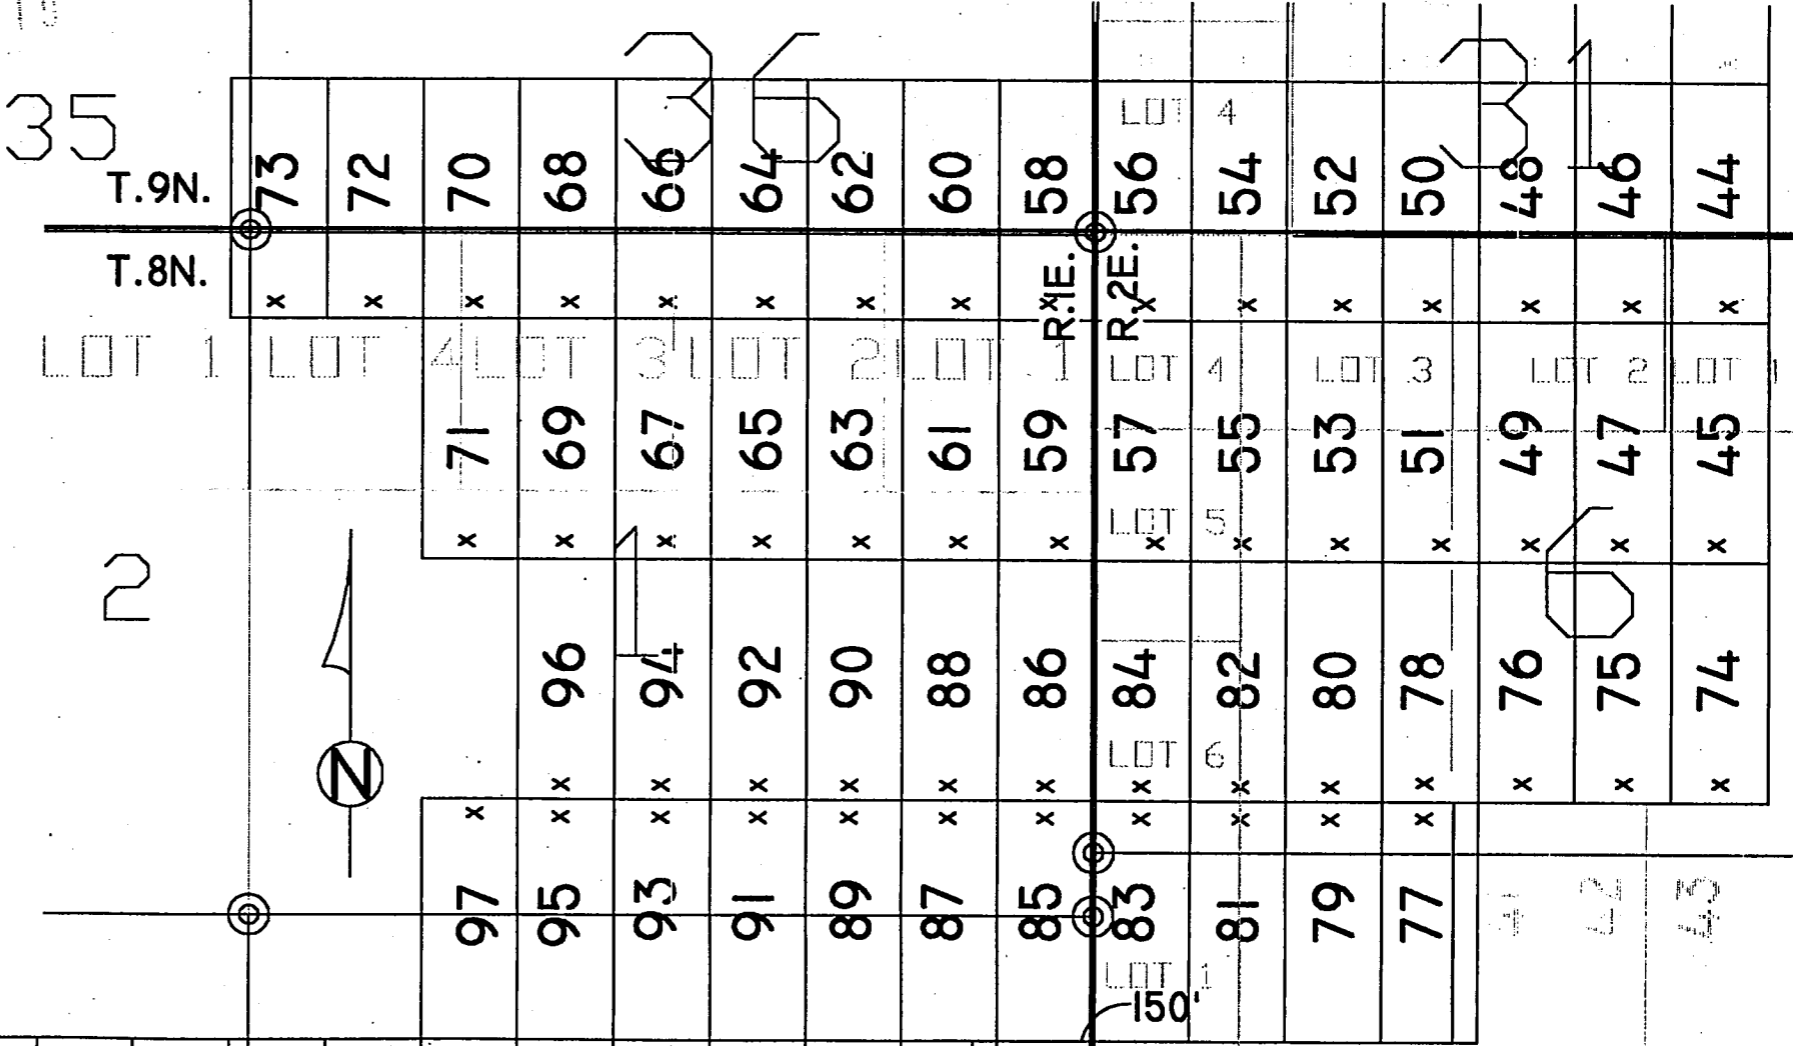 36 31
35
LOT 4
T.9N.
73 72 70 68 66 64 62 60 58 56 54 52 50 48 46 44
T.8N.
R.1E. R.2E.
x x x x x x x x x x x x x x x x
LOT 1 LOT 4 LOT 3 LOT 2 LOT 1 LOT 4 LOT 3 LOT 2 LOT 1
71 69 67 65 63 61 59 57 55 53 51 49 47 45
LOT 5
x x x x x x x x x x x x x x
2 1 6
96 94 92 90 88 86 84 82 80 78 76 75 74
LOT 6
N
x x x x x x x x x x x x x
x x x x x x x x x x x
97 95 93 91 89 87 85 83 81 79 77 42 43
LOT 1
150'